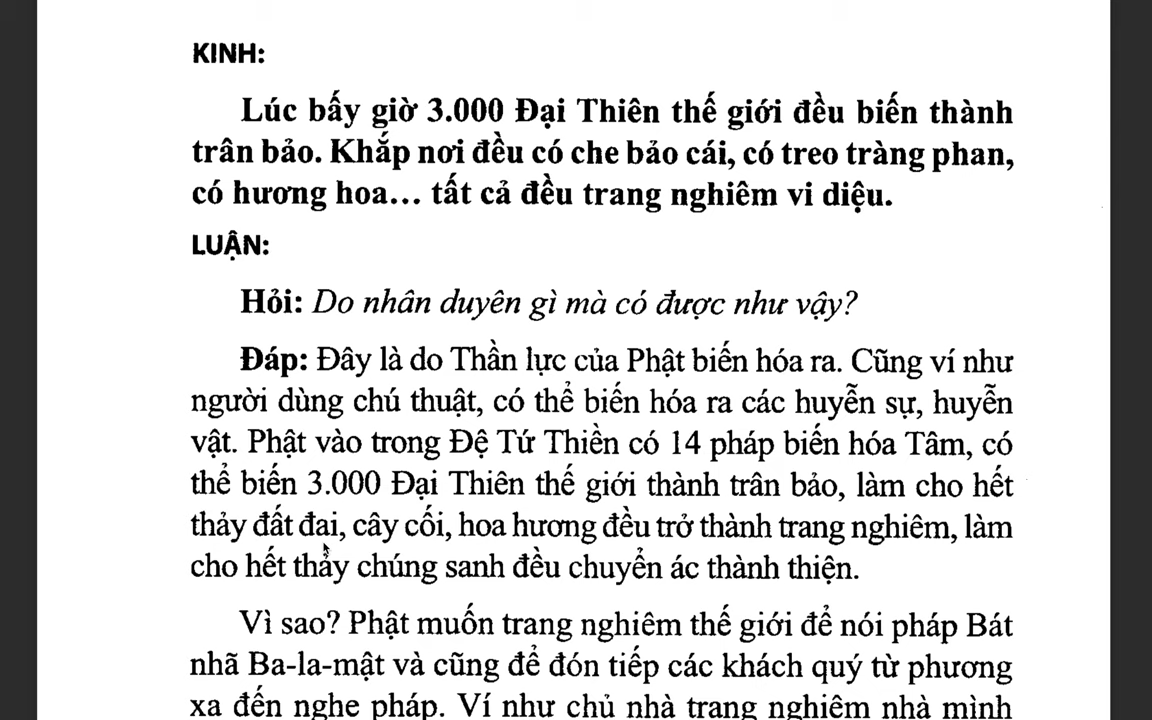 KINH:
Lúc bấy giờ 3.000 Đại Thiên thế giới đều biến thành
trân bảo. Khắp nơi đều có che bảo cái, có treo tràng phan,
có hương hoa... tất cả đều trang nghiêm vi diệu.
LUẬN:
Hỏi: Do nhân duyên gì mà có được như vậy?
Đáp: Đây là do Thần lực của Phật biến hóa ra. Cũng ví như
người dùng chú thuật, có thể biến hóa ra các huyễn sự, huyễn
vật. Phật vào trong Đệ Tứ Thiền có 14 pháp biến hóa Tâm, có
thể biến 3.000 Đại Thiên thế giới thành trân bảo, làm cho hết
thảy đất đai, cây cối, hoa hương đều trở thành trang nghiêm, làm
cho hết thảy chúng sanh đều chuyển ác thành thiện.
Vì sao? Phật muốn trang nghiêm thế giới để nói pháp Bát
nhã Ba-la-mật và cũng để đón tiếp các khách quý từ phương
xa đến nghe pháp. Ví như chủ nhà trang nghiêm nhà mình